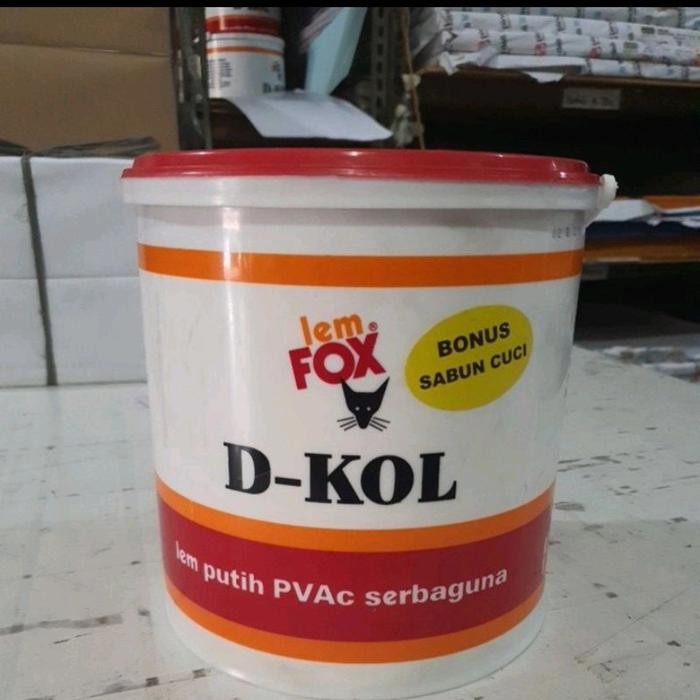 lem
FOX®
BONUS
SABUN CUCI
D-KOL
lem putih PVAc serbaguna